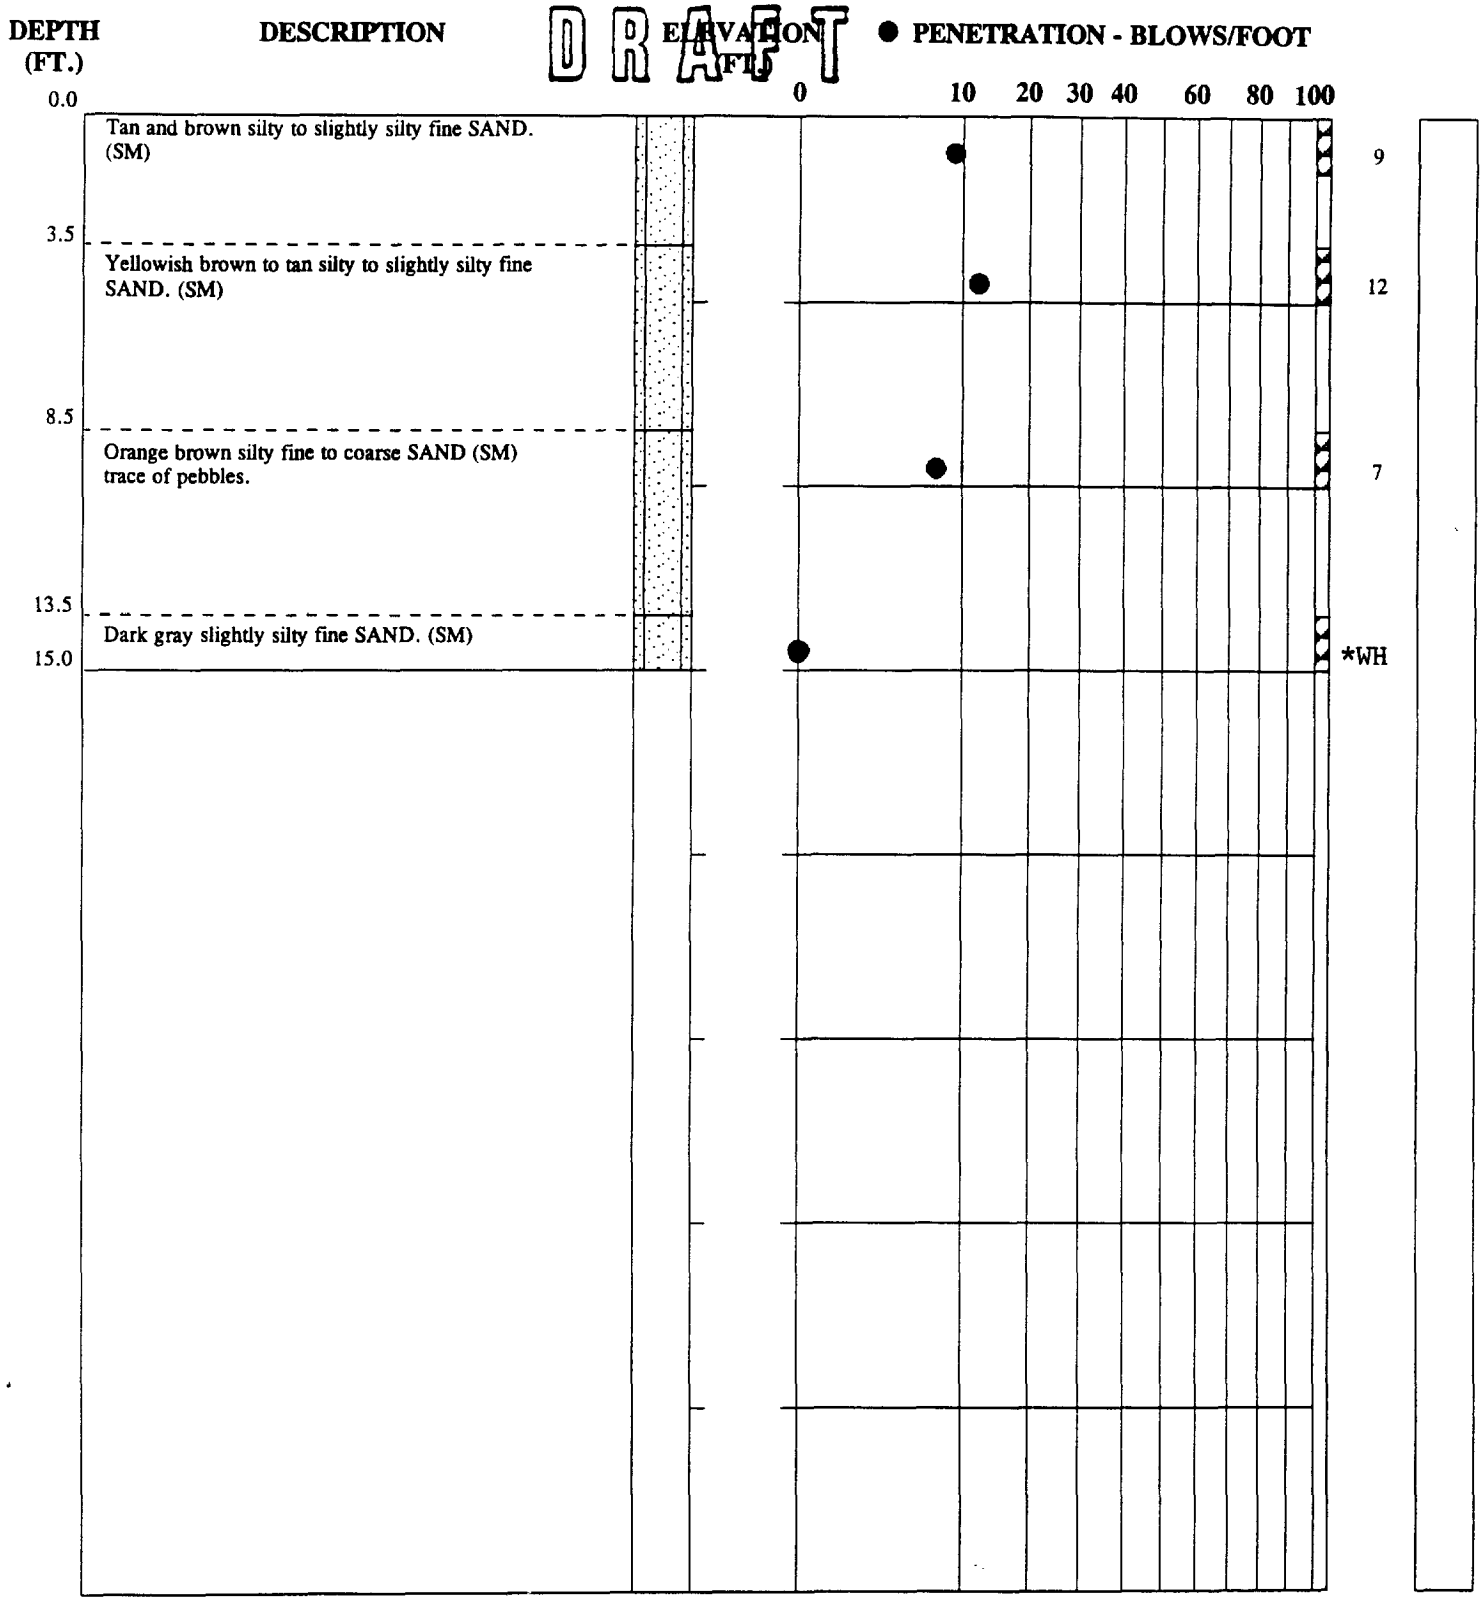 DEPTH (FT.) DESCRIPTION ELEVATION (FT.) ● PENETRATION - BLOWS/FOOT
DRAFT
0 10 20 30 40 60 80 100
0.0
Tan and brown silty to slightly silty fine SAND.
(SM)
9
3.5
Yellowish brown to tan silty to slightly silty fine
SAND. (SM)
12
8.5
Orange brown silty fine to coarse SAND (SM)
trace of pebbles.
7
13.5
Dark gray slightly silty fine SAND. (SM)
15.0
*WH